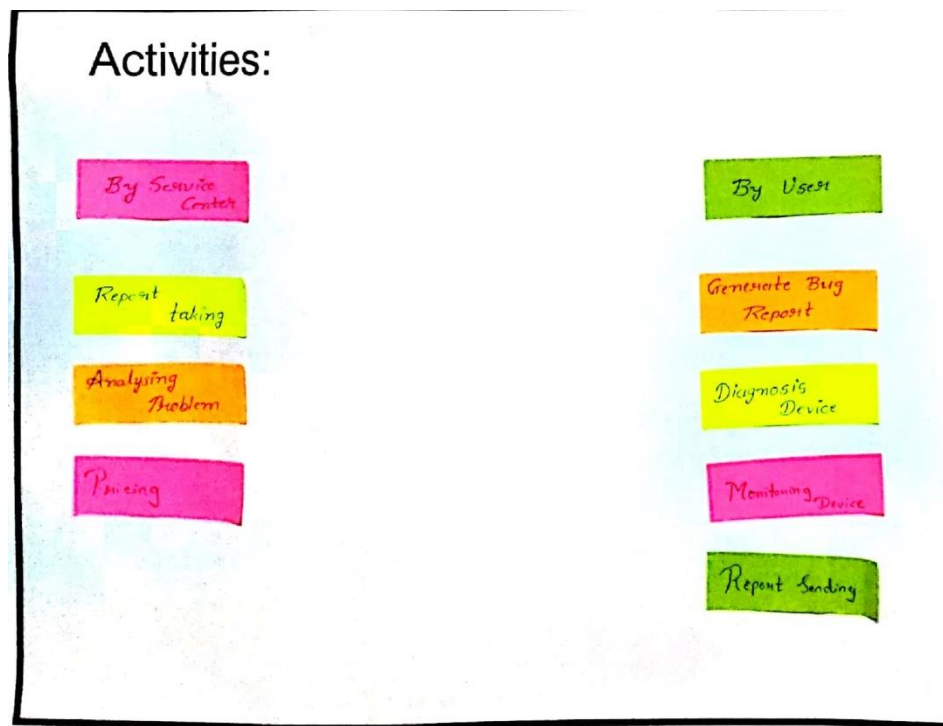 Activities:
By Service
Center
Report
taking
Analysing
Problem
Pricing
By User
Generate Bug
Report
Diagnosis
Device
Monitoring
Device
Report Sending